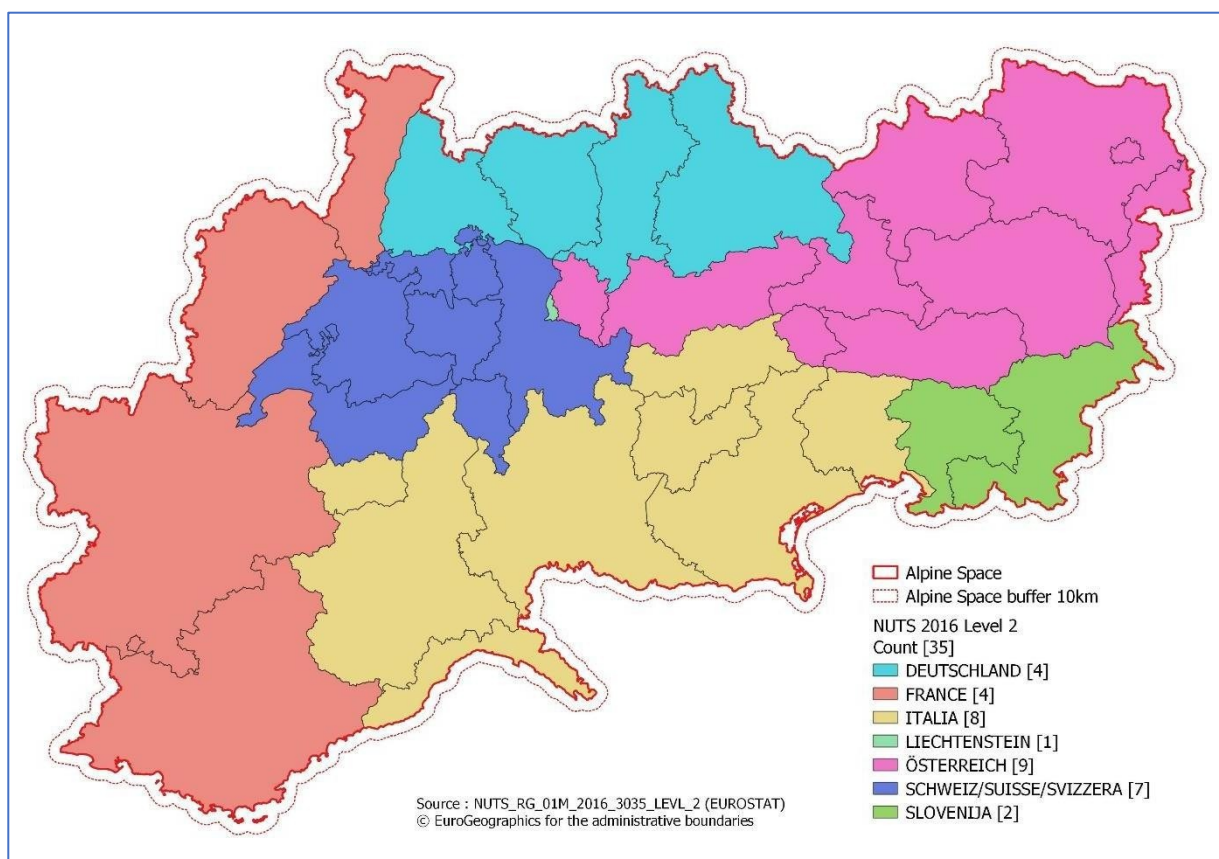 Alpine Space
Alpine Space buffer 10km
NUTS 2016 Level 2
Count [35]
DEUTSCHLAND [4]
FRANCE [4]
ITALIA [8]
LIECHTENSTEIN [1]
ÖSTERREICH [9]
SCHWEIZ/SUISSE/SVIZZERA [7]
SLOVENIJA [2]
Source : NUTS_RG_01M_2016_3035_LEVL_2 (EUROSTAT)
© EuroGeographics for the administrative boundaries